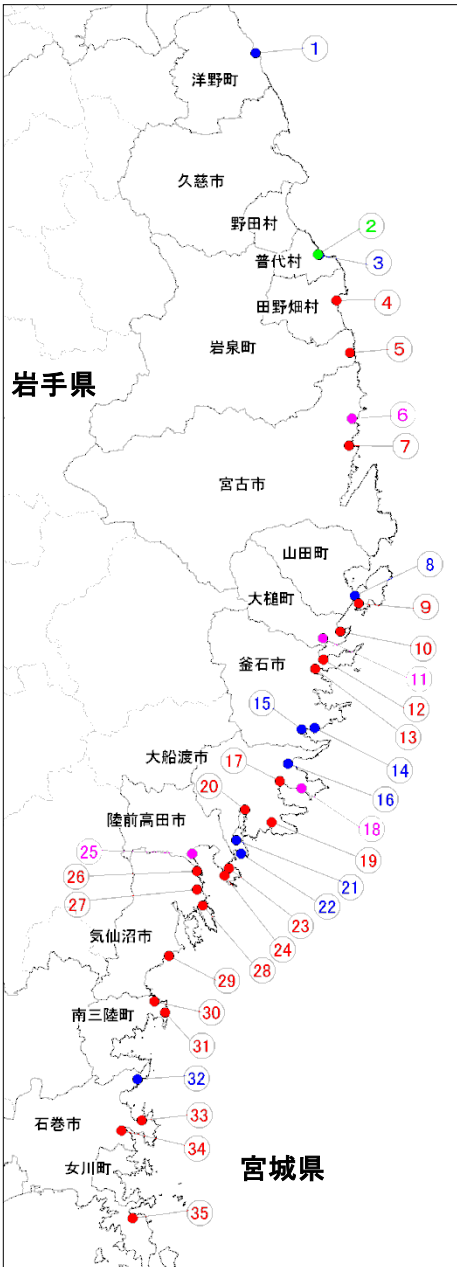 ①
洋野町
久慈市
野田村
②
普代村
③
田野畑村
④
岩泉町
⑤
岩手県
⑥
⑦
宮古市
山田町
⑧
大槌町
⑨
⑩
釜石市
⑪
⑫
⑬
⑮
⑭
大船渡市
⑰
⑯
⑳
⑱
陸前高田市
⑲
㉕
㉑
㉒
㉖
㉓
㉗
㉔
気仙沼市
㉘
㉙
南三陸町
㉚
㉛
㉜
石巻市
㉝
㉞
女川町
宮城県
㉟